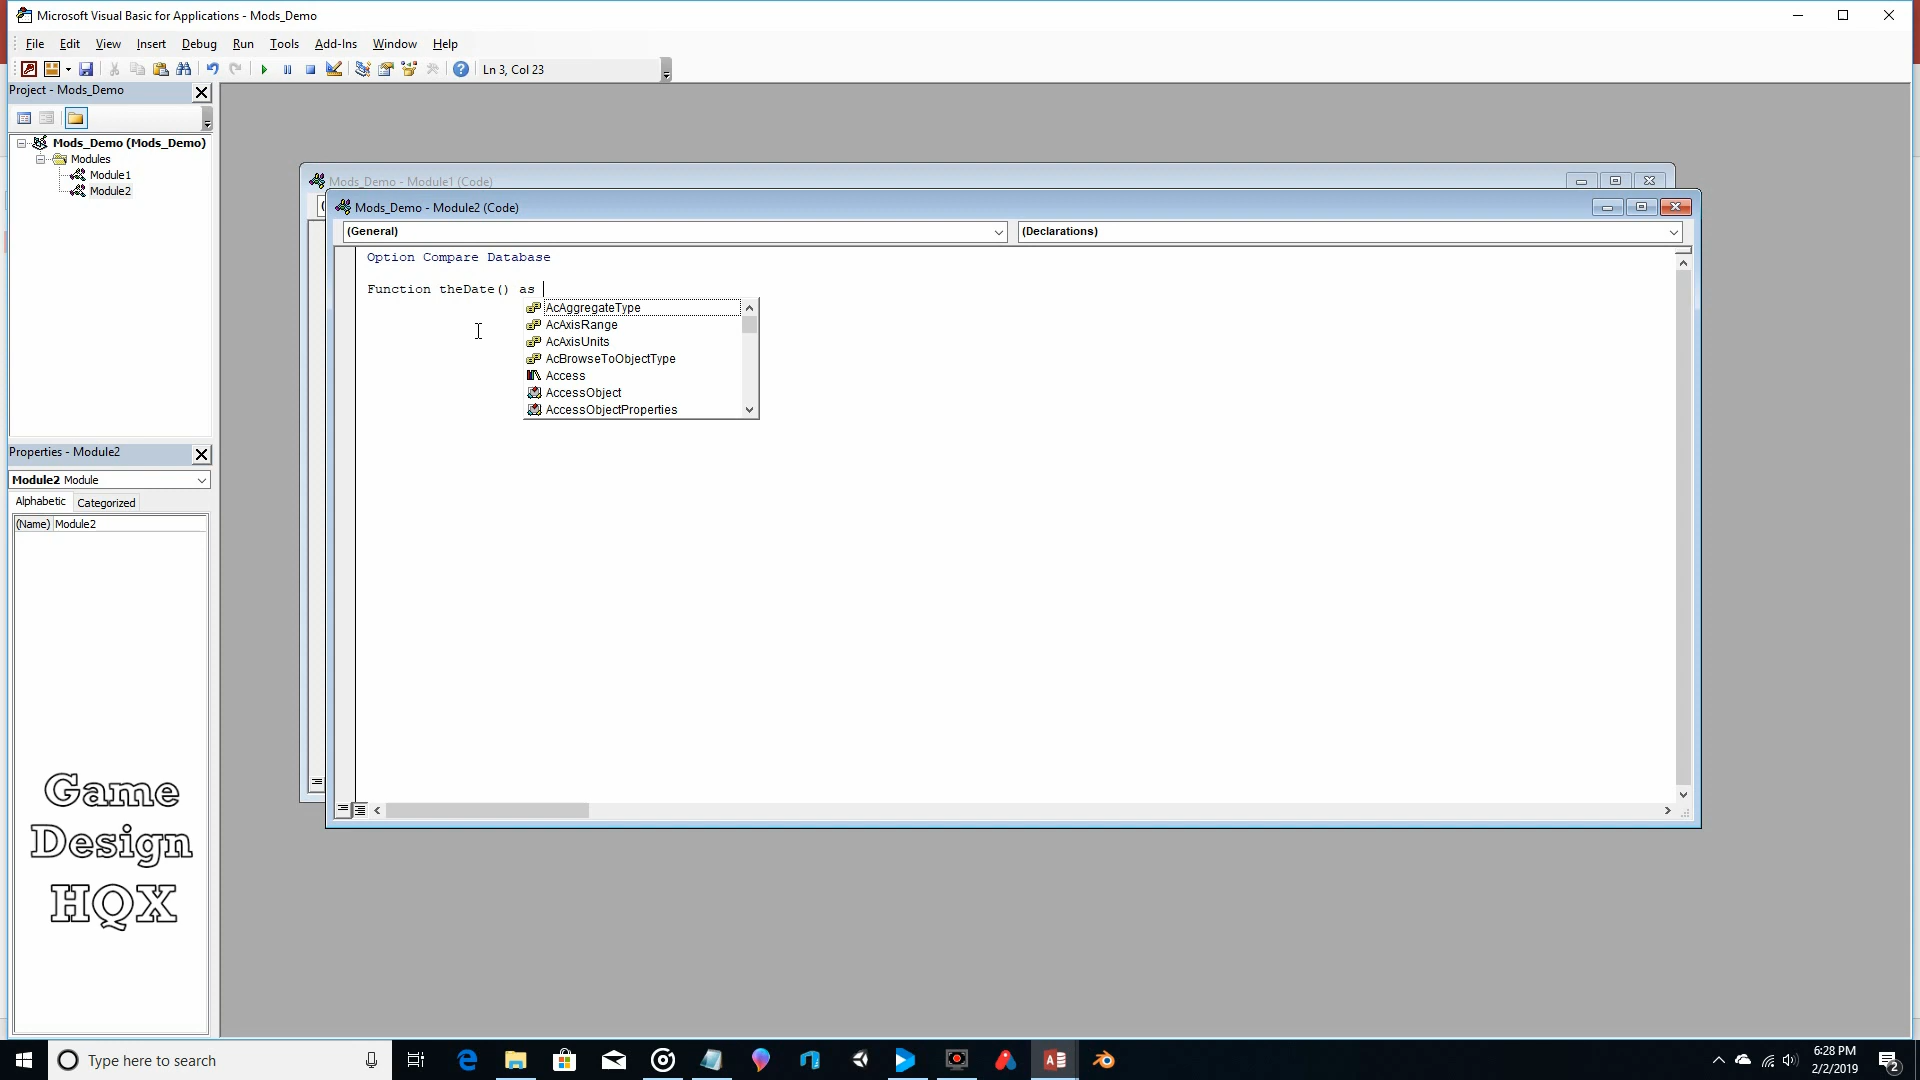 Microsoft Visual Basic for Applications - Mods_Demo
File Edit View Insert Debug Run Tools Add-Ins Window Help
Ln 3, Col 23
Project - Mods_Demo
Mods_Demo (Mods_Demo)
Modules
Module1
Module2
Mods_Demo - Module1 (Code)
Mods_Demo - Module2 (Code)
(General) (Declarations)
Option Compare Database
Function theDate() as
AcAggregateType
AcAxisRange
AcAxisUnits
AcBrowseToObjectType
Access
AccessObject
AccessObjectProperties
Properties - Module2
Module2 Module
Alphabetic Categorized
(Name) Module2
Game
Design
HQX
Type here to search
6:28 PM
2/2/2019
2